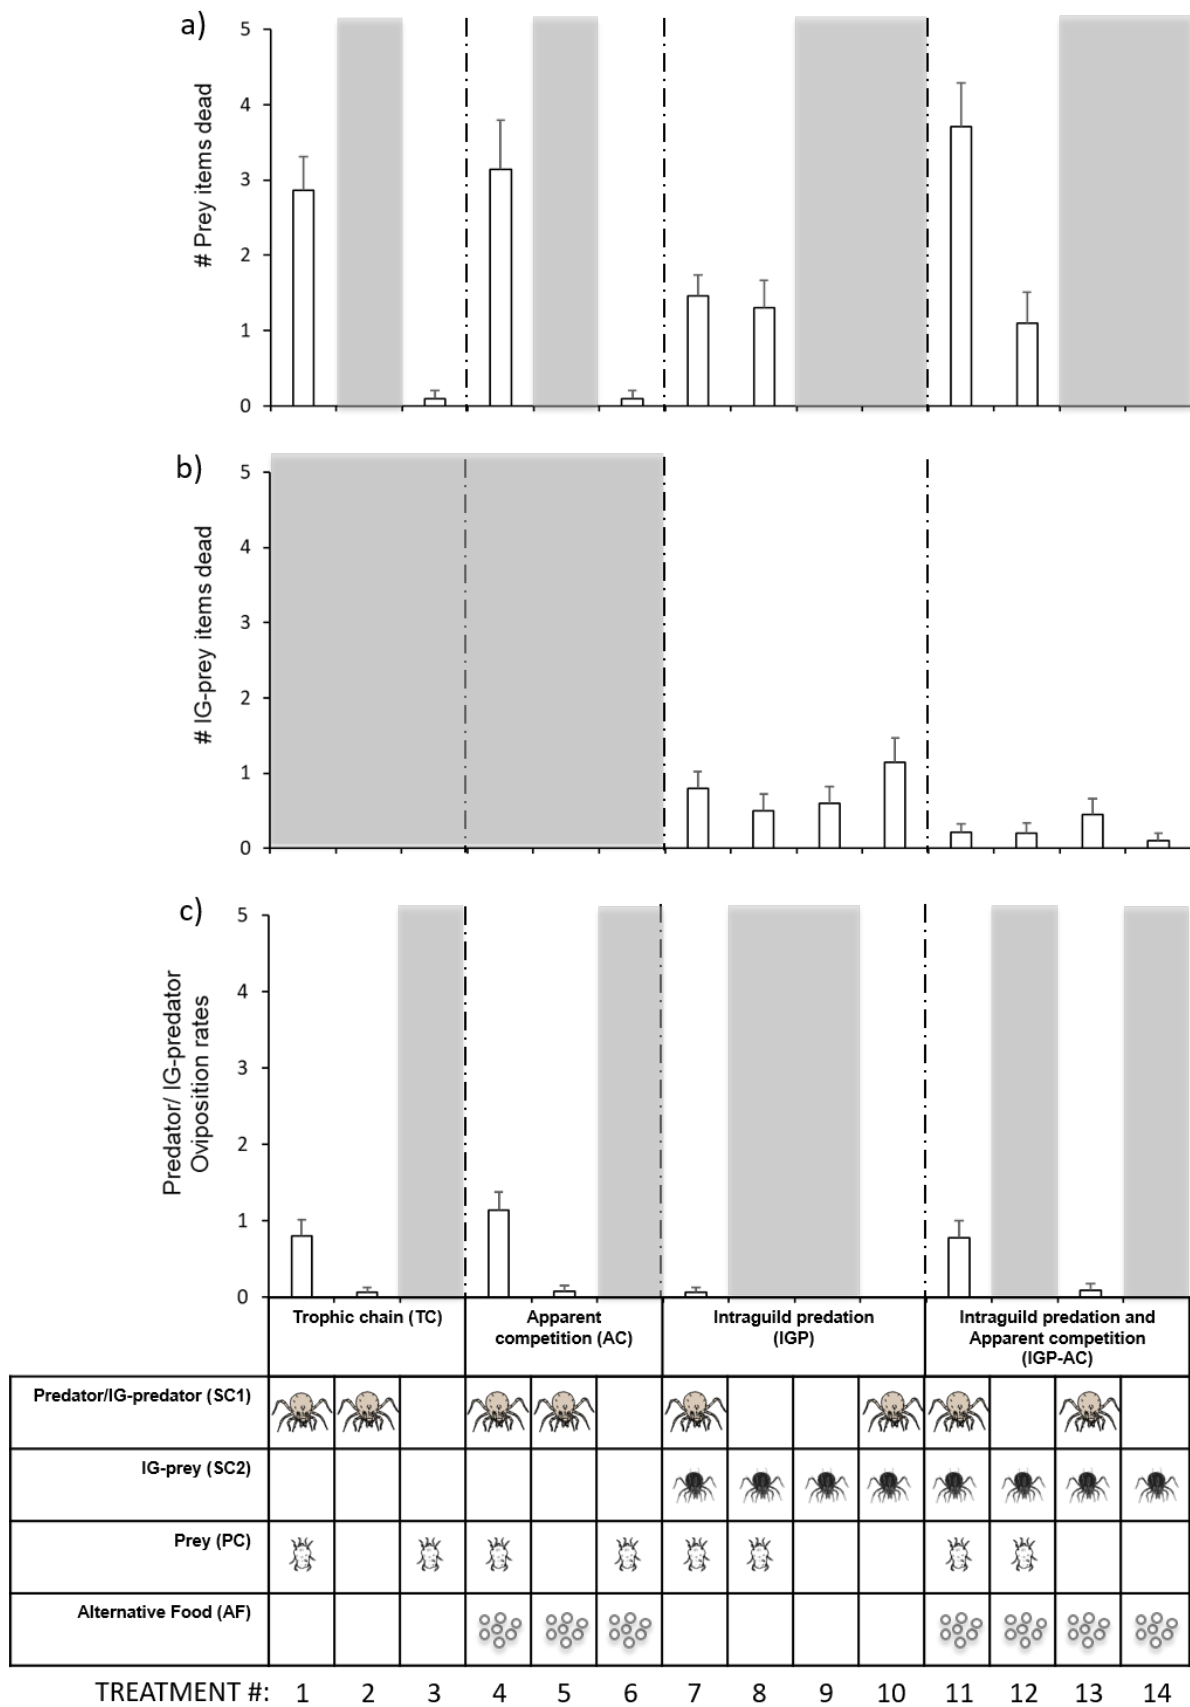 a)
# Prey items dead
5
4
3
2
1
0
b)
# IG-prey items dead
5
4
3
2
1
0
c)
Predator/ IG-predator
Oviposition rates
5
4
3
2
1
0
Trophic chain (TC)
Apparent
competition (AC)
Intraguild predation
(IGP)
Intraguild predation and
Apparent competition
(IGP-AC)
Predator/IG-predator (SC1)
IG-prey (SC2)
Prey (PC)
Alternative Food (AF)
TREATMENT #: 1 2 3 4 5 6 7 8 9 10 11 12 13 14